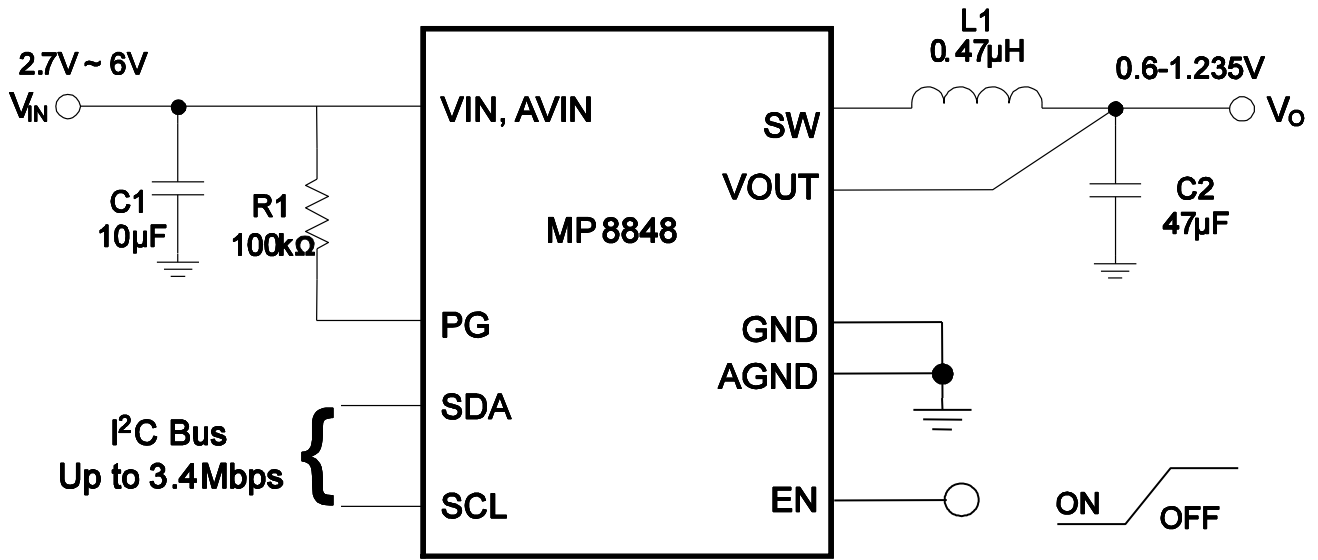 2.7V ~ 6V
VIN
C1
10µF
R1
100kΩ
I²C Bus
Up to 3.4Mbps
VIN, AVIN
PG
SDA
SCL
MP8848
SW
VOUT
GND
AGND
EN
L1
0.47µH
0.6-1.235V
VO
C2
47µF
ON
OFF